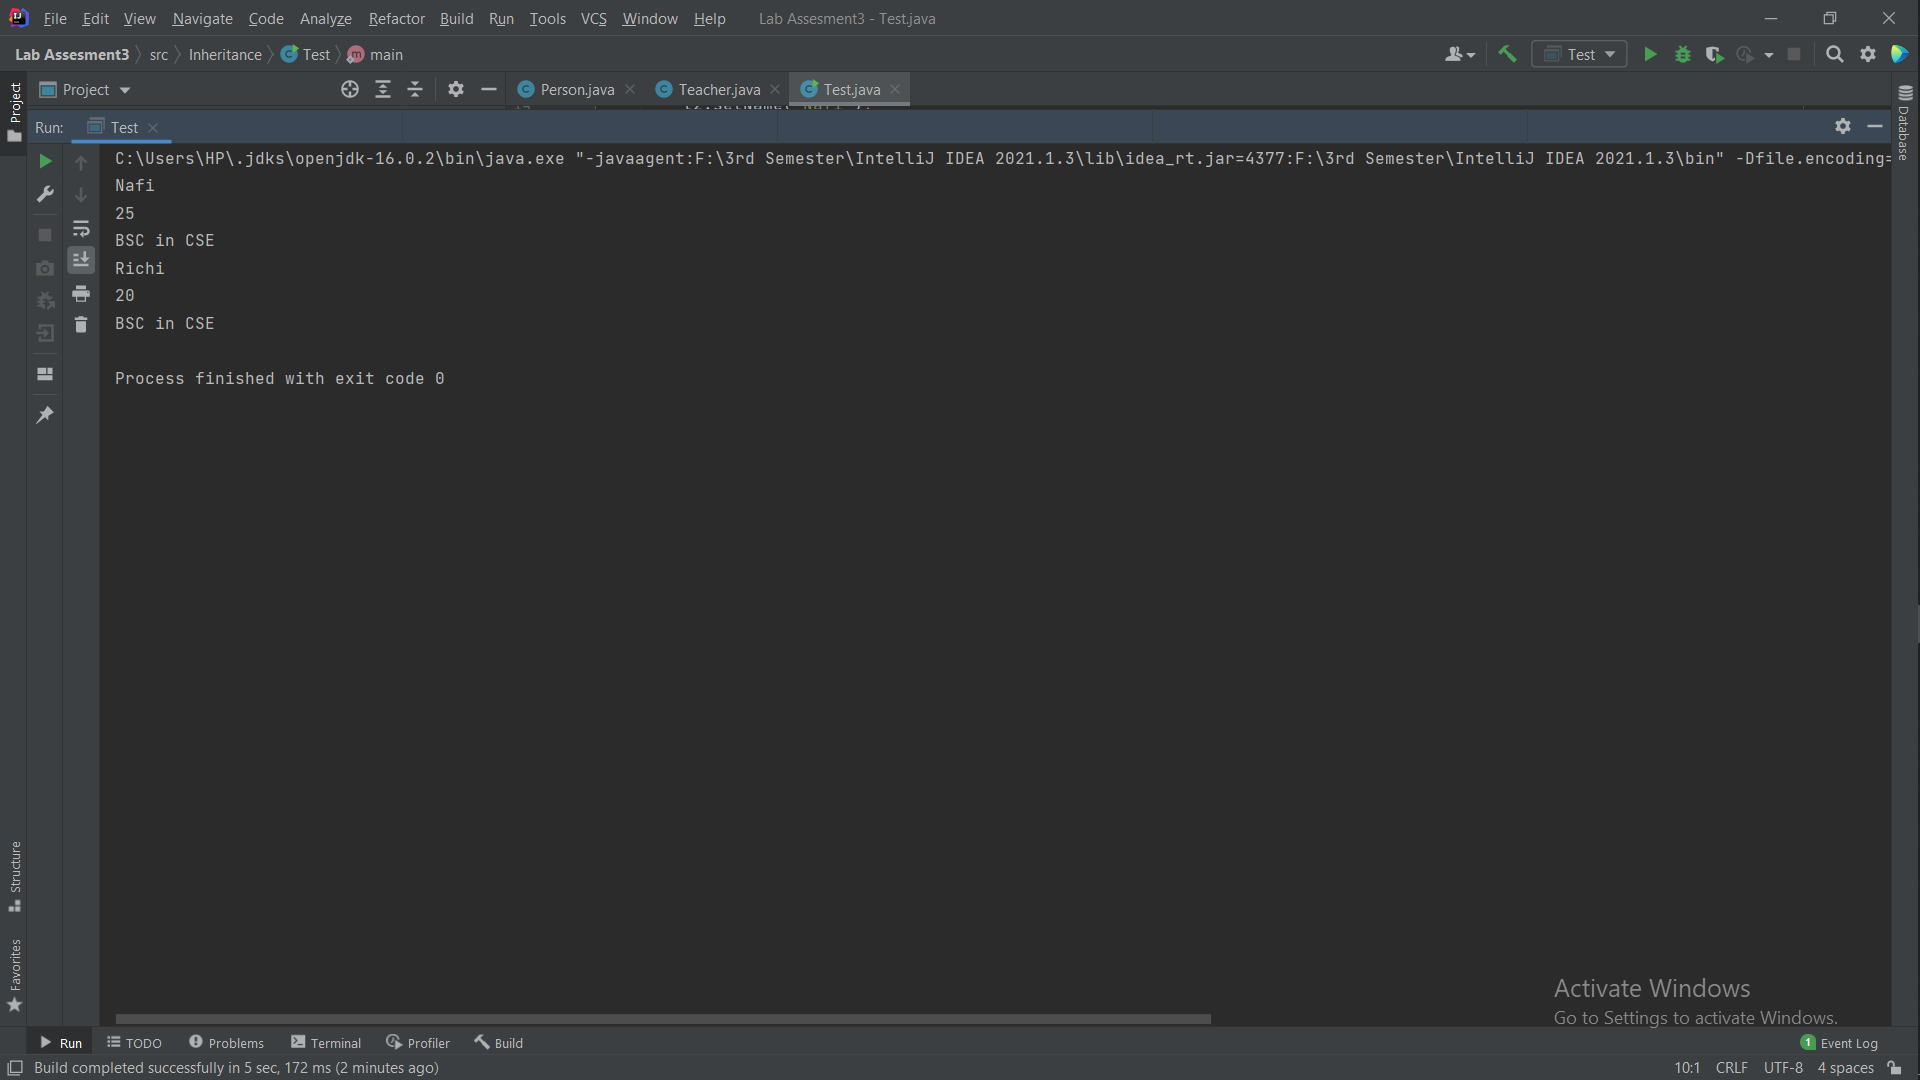 File Edit View Navigate Code Analyze Refactor Build Run Tools VCS Window Help Lab Assesment3 - Test.java
Lab Assesment3 src Inheritance Test main Test
Project Person.java Teacher.java Test.java
Run: Test
C:\Users\HP\.jdks\openjdk-16.0.2\bin\java.exe "-javaagent:F:\3rd Semester\IntelliJ IDEA 2021.1.3\lib\idea_rt.jar=4377:F:\3rd Semester\IntelliJ IDEA 2021.1.3\bin" -Dfile.encoding=
Nafi
25
BSC in CSE
Richi
20
BSC in CSE
Process finished with exit code 0
Project
Structure
Favorites
Database
Activate Windows
Go to Settings to activate Windows.
Run TODO Problems Terminal Profiler Build 1 Event Log
Build completed successfully in 5 sec, 172 ms (2 minutes ago) 10:1 CRLF UTF-8 4 spaces